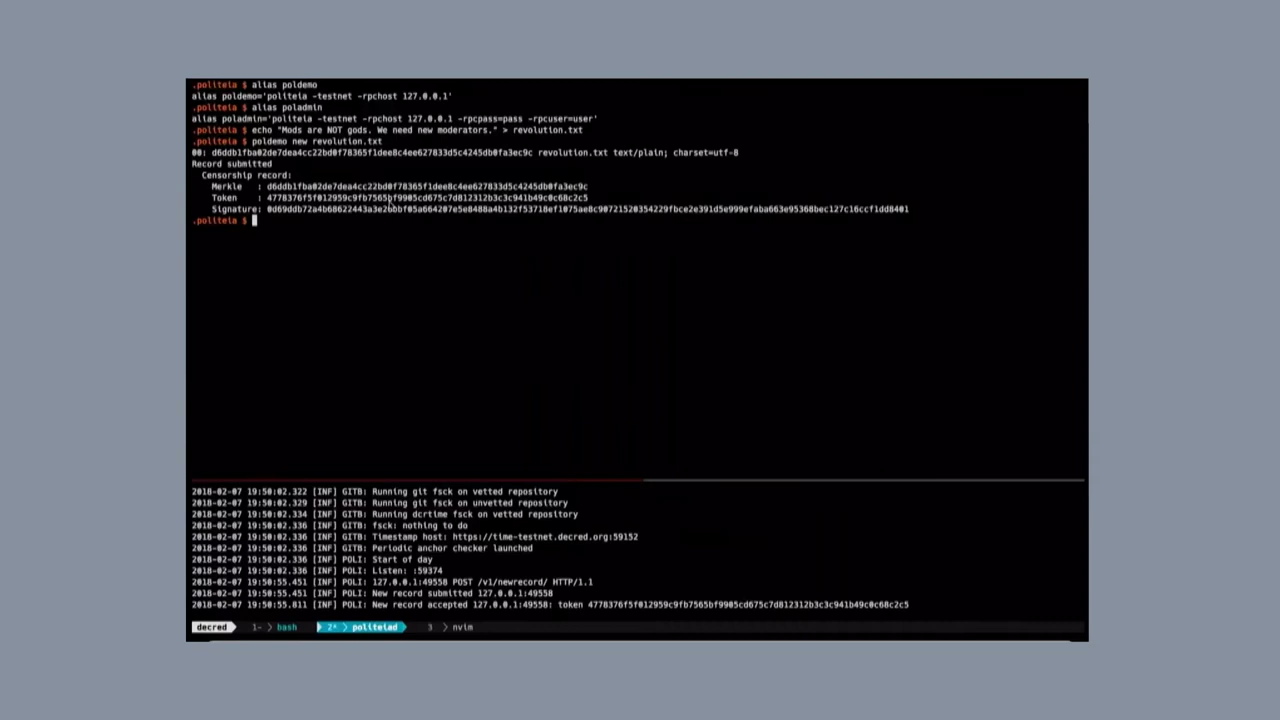 .politeia $ alias poldemo
alias poldemo='politeia -testnet -rpchost 127.0.0.1'
.politeia $ alias poladmin
alias poladmin='politeia -testnet -rpchost 127.0.0.1 -rpcpass=pass -rpcuser=user'
.politeia $ echo "Mods are NOT gods. We need new moderators." > revolution.txt
.politeia $ poldemo new revolution.txt
00: d6ddb1fba02de7dea4cc22bd0f78365f1dee8c4ee627833d5c4245db0fa3ec9c revolution.txt text/plain; charset=utf-8
Record submitted
Censorship record:
Merkle : d6ddb1fba02de7dea4cc22bd0f78365f1dee8c4ee627833d5c4245db0fa3ec9c
Token : 4778376f5f012959c9fb7565bf9905cd675c7d812312b3c3c941b49c0c68c2c5
Signature:
.politeia $
2018-02-07 19:50:02.322 [INF] GITB: Running git fsck on vetted repository
2018-02-07 19:50:02.329 [INF] GITB: Running git fsck on unvetted repository
2018-02-07 19:50:02.334 [INF] GITB: Running dcrtime fsck on vetted repository
2018-02-07 19:50:02.336 [INF] GITB: fsck: nothing to do
2018-02-07 19:50:02.336 [INF] GITB: Timestamp host: https://time-testnet.decred.org:59152
2018-02-07 19:50:02.336 [INF] GITB: Periodic anchor checker launched
2018-02-07 19:50:02.336 [INF] POLI: Start of day
2018-02-07 19:50:02.336 [INF] POLI: Listen: :59374
2018-02-07 19:50:55.451 [INF] POLI: 127.0.0.1:49558 POST /v1/newrecord/ HTTP/1.1
2018-02-07 19:50:55.451 [INF] POLI: New record submitted 127.0.0.1:49558
2018-02-07 19:50:55.811 [INF] POLI: New record accepted 127.0.0.1:49558: token 4778376f5f012959c9fb7565bf9905cd675c7d812312b3c3c941b49c0c68c2c5
decred 1- > bash 2* > politeiad 3 > nvim